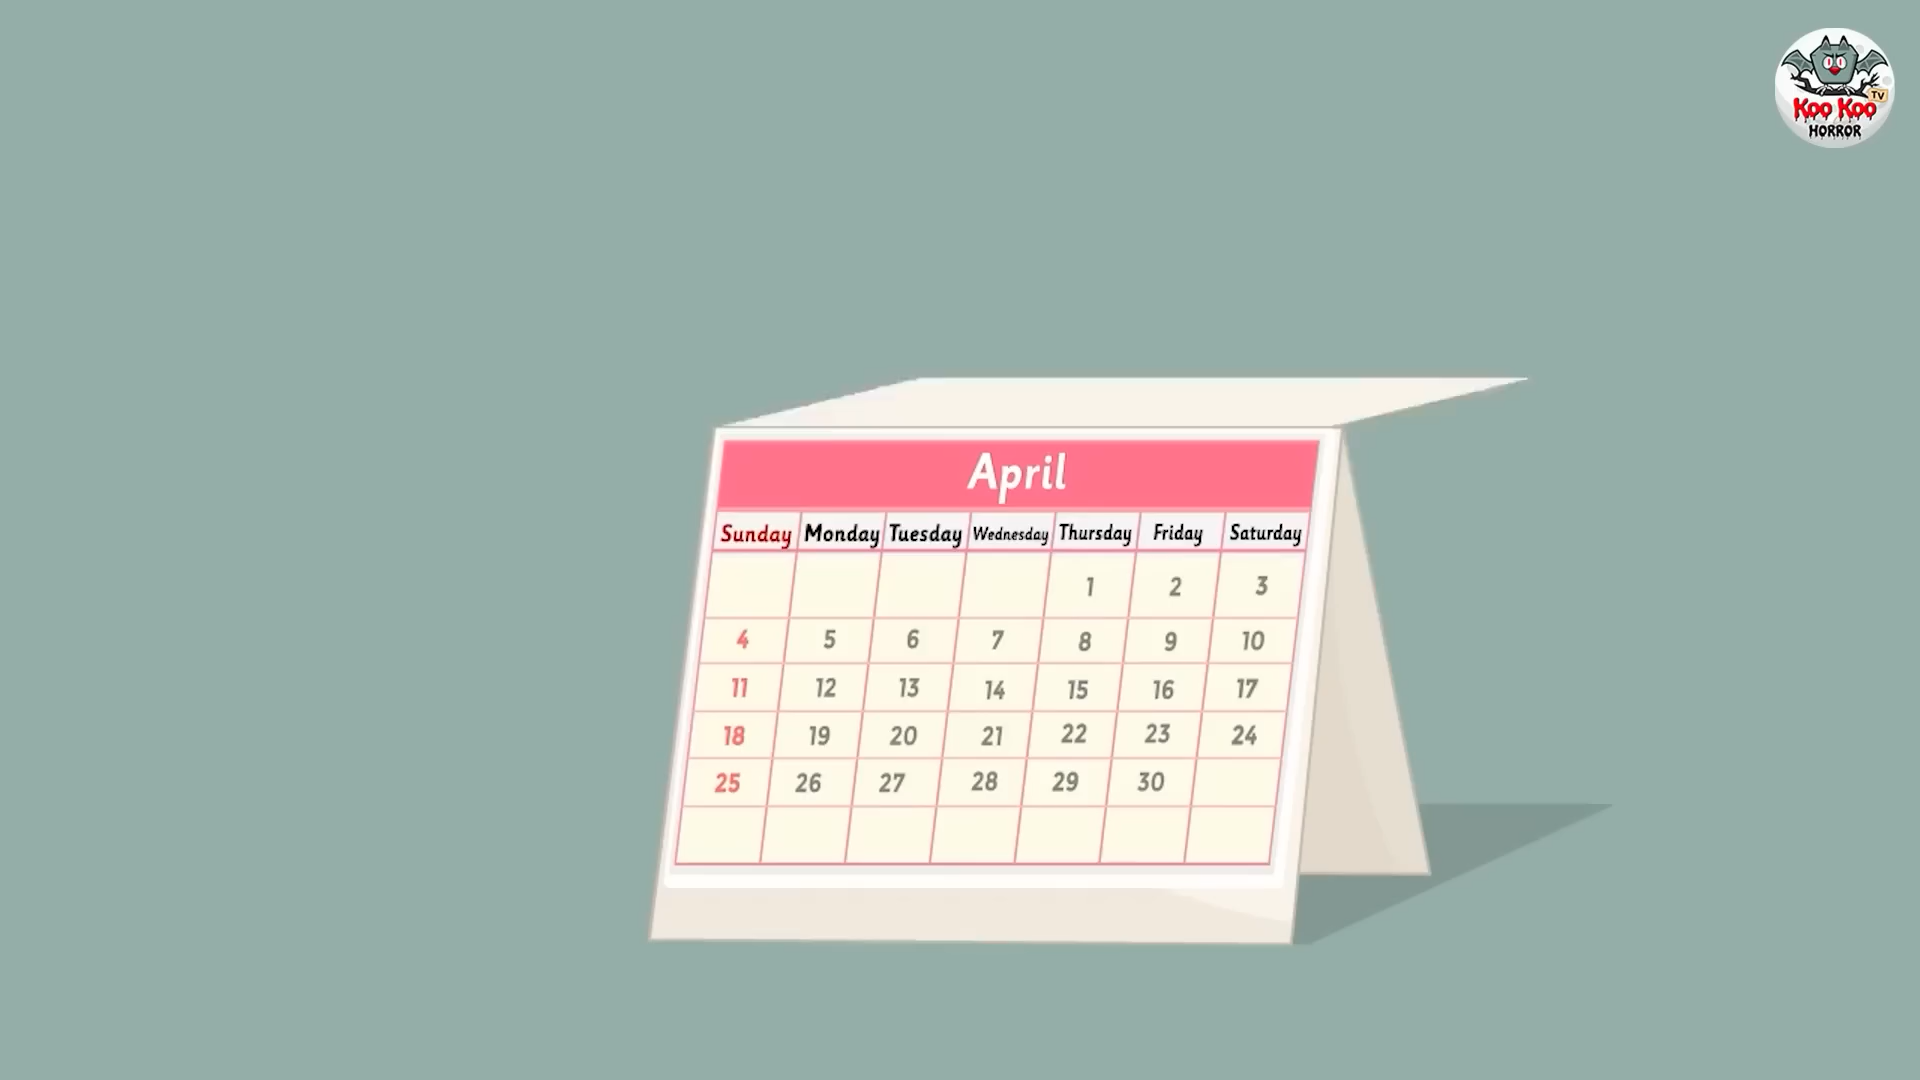 Koo Koo
TV
HORROR
April
Sunday Monday Tuesday Wednesday Thursday Friday Saturday
1 2 3
4 5 6 7 8 9 10
11 12 13 14 15 16 17
18 19 20 21 22 23 24
25 26 27 28 29 30